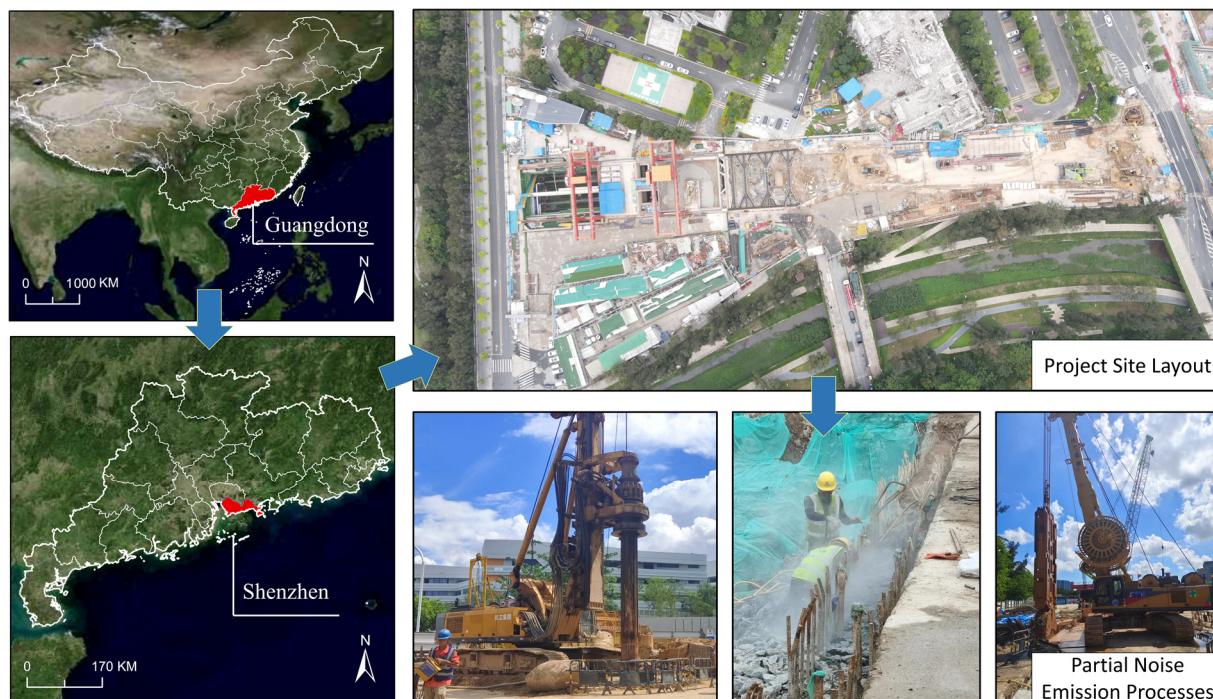 Guangdong
N
0 1000 KM
Project Site Layout
Shenzhen
N
0 170 KM
Partial Noise
Emission Processes